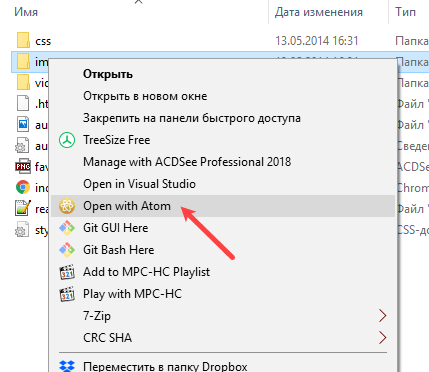 Имя Дата изменения Тип
css 13.05.2014 16:31 Папка
im Папка
vid Папка
Открыть
Открыть в новом окне
.ht Файл "
Закрепить на панели быстрого доступа
au Файл "
TreeSize Free
au Сведен
Manage with ACDSee Professional 2018
fav ACDSe
Open in Visual Studio
ind Chrom
Open with Atom
rea Файл "
Git GUI Here
sty CSS-до
Git Bash Here
Add to MPC-HC Playlist
Play with MPC-HC
7-Zip
CRC SHA
Переместить в папку Dropbox